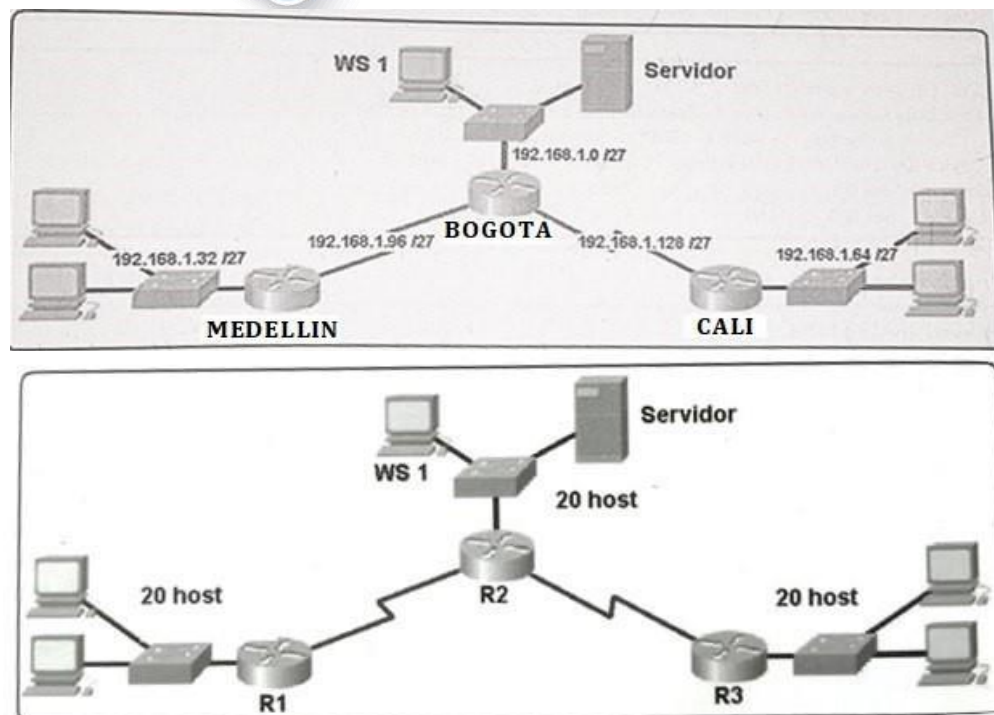 WS 1
Servidor
192.168.1.0 /27
BOGOTA
192.168.1.96 /27
192.168.1.128 /27
192.168.1.32 /27
192.168.1.64 /27
MEDELLIN
CALI
Servidor
WS 1
20 host
R2
20 host
20 host
R1
R3